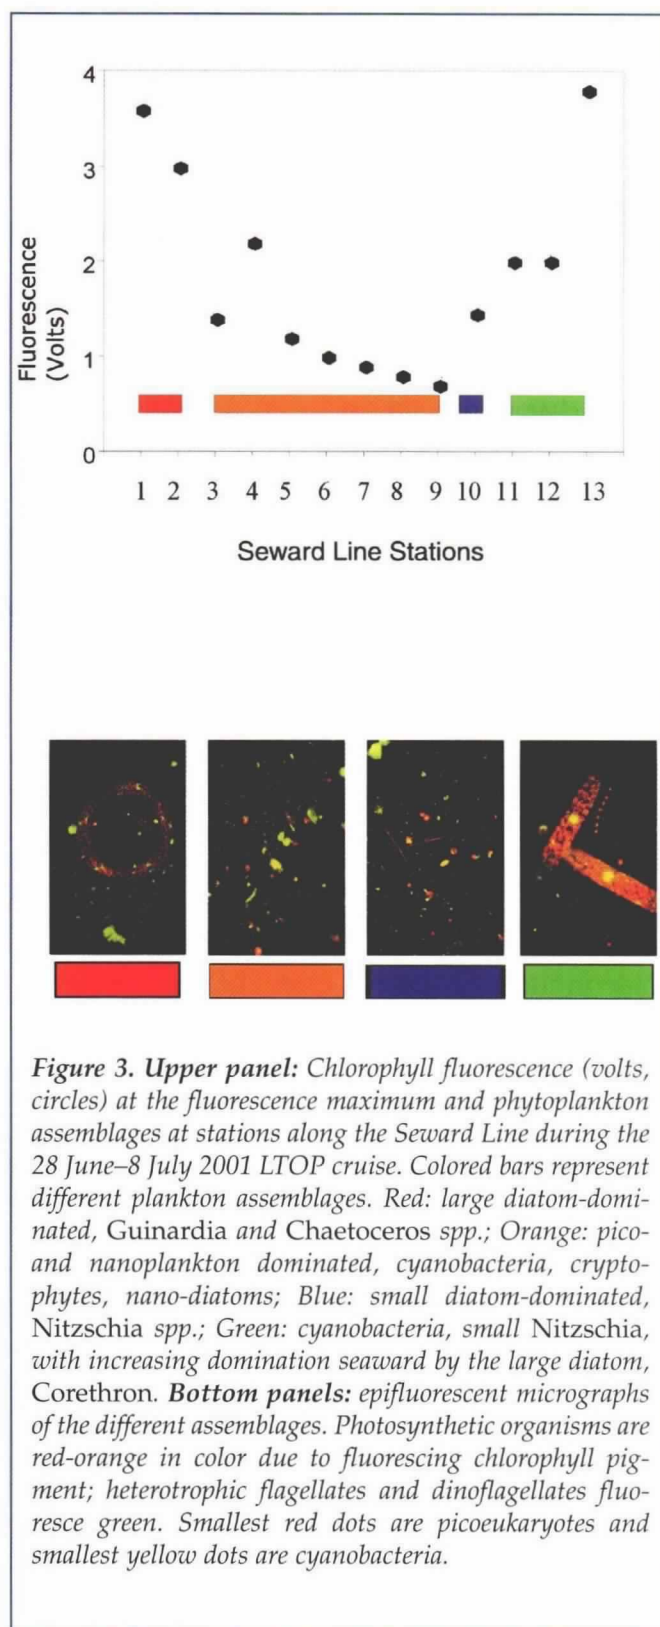 4
3
2
1
0
Fluorescence
(Volts)
1 2 3 4 5 6 7 8 9 10 11 12 13
Seward Line Stations
Figure 3. Upper panel: Chlorophyll fluorescence (volts,
circles) at the fluorescence maximum and phytoplankton
assemblages at stations along the Seward Line during the
28 June–8 July 2001 LTOP cruise. Colored bars represent
different plankton assemblages. Red: large diatom-domi-
nated, Guinardia and Chaetoceros spp.; Orange: pico-
and nanoplankton dominated, cyanobacteria, crypto-
phytes, nano-diatoms; Blue: small diatom-dominated,
Nitzschia spp.; Green: cyanobacteria, small Nitzschia,
with increasing domination seaward by the large diatom,
Corethron. Bottom panels: epifluorescent micrographs
of the different assemblages. Photosynthetic organisms are
red-orange in color due to fluorescing chlorophyll pig-
ment; heterotrophic flagellates and dinoflagellates fluo-
resce green. Smallest red dots are picoeukaryotes and
smallest yellow dots are cyanobacteria.